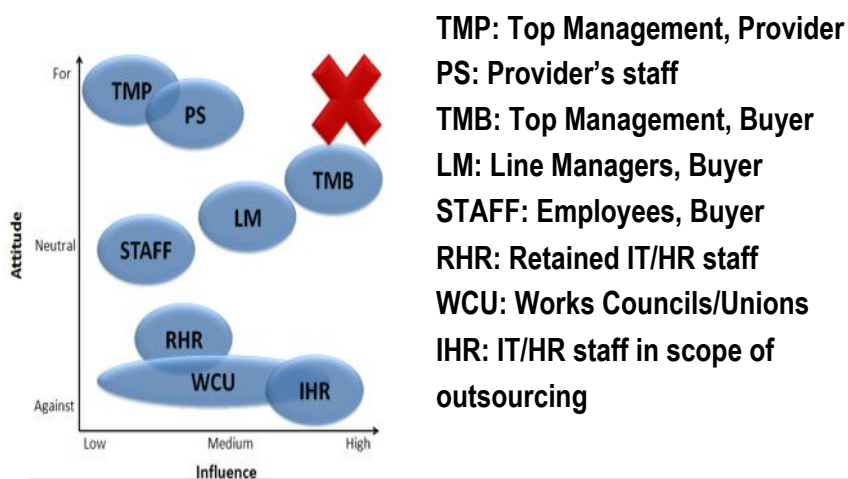 TMP: Top Management, Provider
PS: Provider's staff
TMB: Top Management, Buyer
LM: Line Managers, Buyer
STAFF: Employees, Buyer
RHR: Retained IT/HR staff
WCU: Works Councils/Unions
IHR: IT/HR staff in scope of
outsourcing
Attitude
For
Neutral
Against
TMP
PS
TMB
LM
STAFF
RHR
WCU
IHR
Low
Medium
High
Influence